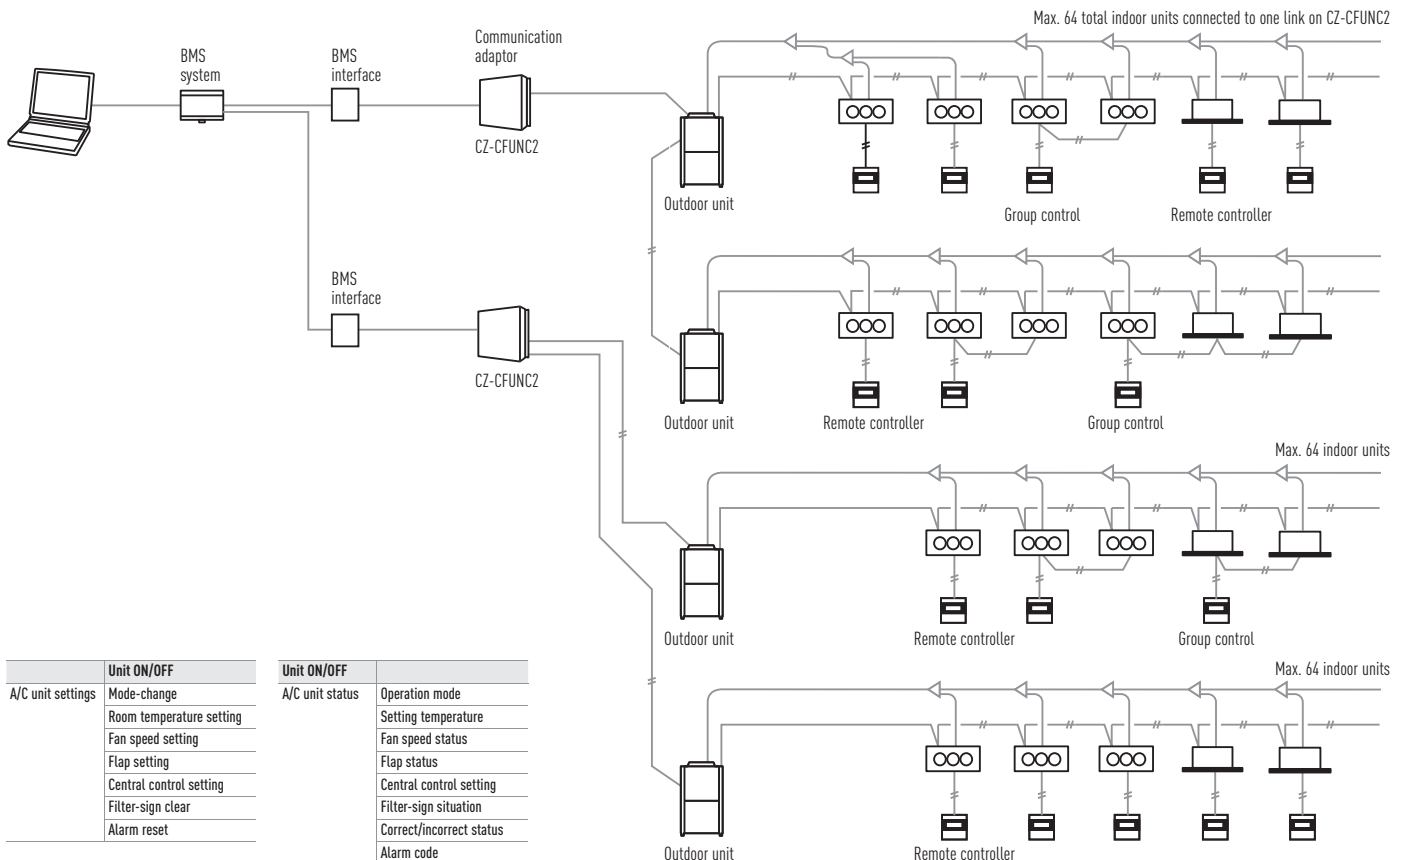 Max. 64 total indoor units connected to one link on CZ-CFUNC2
Communication
adaptor
BMS
system
BMS
interface
CZ-CFUNC2
Outdoor unit
Group control
Remote controller
BMS
interface
CZ-CFUNC2
Outdoor unit
Remote controller
Group control
Max. 64 indoor units
Outdoor unit
Remote controller
Group control
Max. 64 indoor units
Outdoor unit
Remote controller
Unit ON/OFF
A/C unit settings
Mode-change
Room temperature setting
Fan speed setting
Flap setting
Central control setting
Filter-sign clear
Alarm reset
Unit ON/OFF
A/C unit status
Operation mode
Setting temperature
Fan speed status
Flap status
Central control setting
Filter-sign situation
Correct/incorrect status
Alarm code